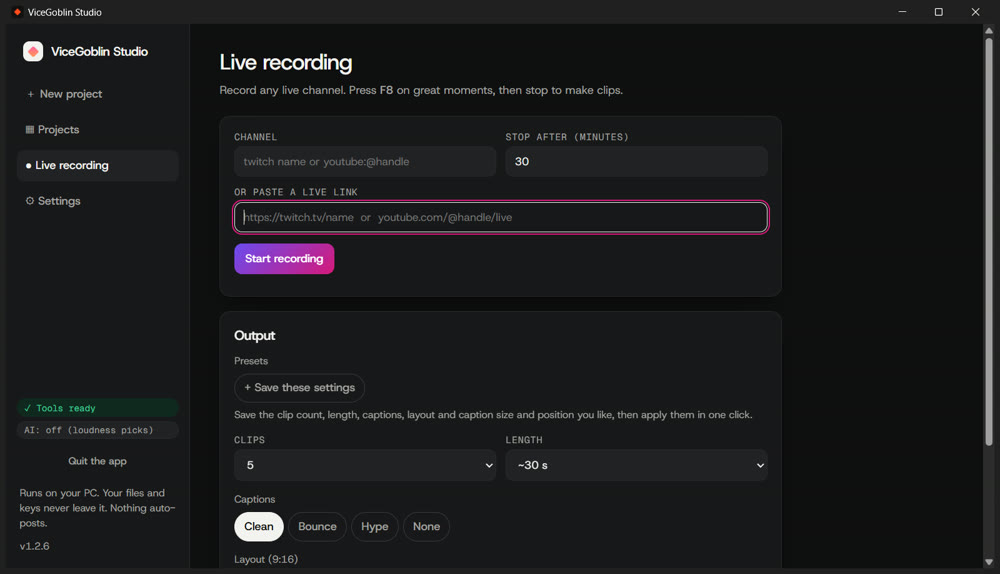 ViceGoblin Studio
ViceGoblin Studio
+ New project
Projects
Live recording
Settings
✓ Tools ready
AI: off (loudness picks)
Quit the app
Runs on your PC. Your files and
keys never leave it. Nothing auto-
posts.
v1.2.6
Live recording
Record any live channel. Press F8 on great moments, then stop to make clips.
CHANNEL
STOP AFTER (MINUTES)
twitch name or youtube:@handle
30
OR PASTE A LIVE LINK
https://twitch.tv/name or youtube.com/@handle/live
Start recording
Output
Presets
+ Save these settings
Save the clip count, length, captions, layout and caption size and position you like, then apply them in one click.
CLIPS
LENGTH
5
~30 s
Captions
Clean
Bounce
Hype
None
Layout (9:16)